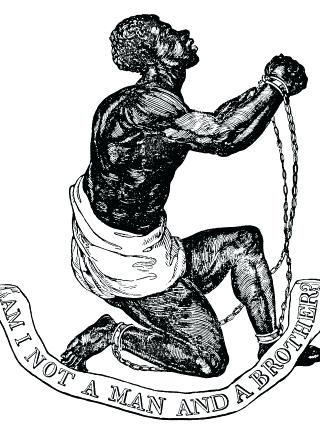 AM I NOT A MAN AND A BROTHER?